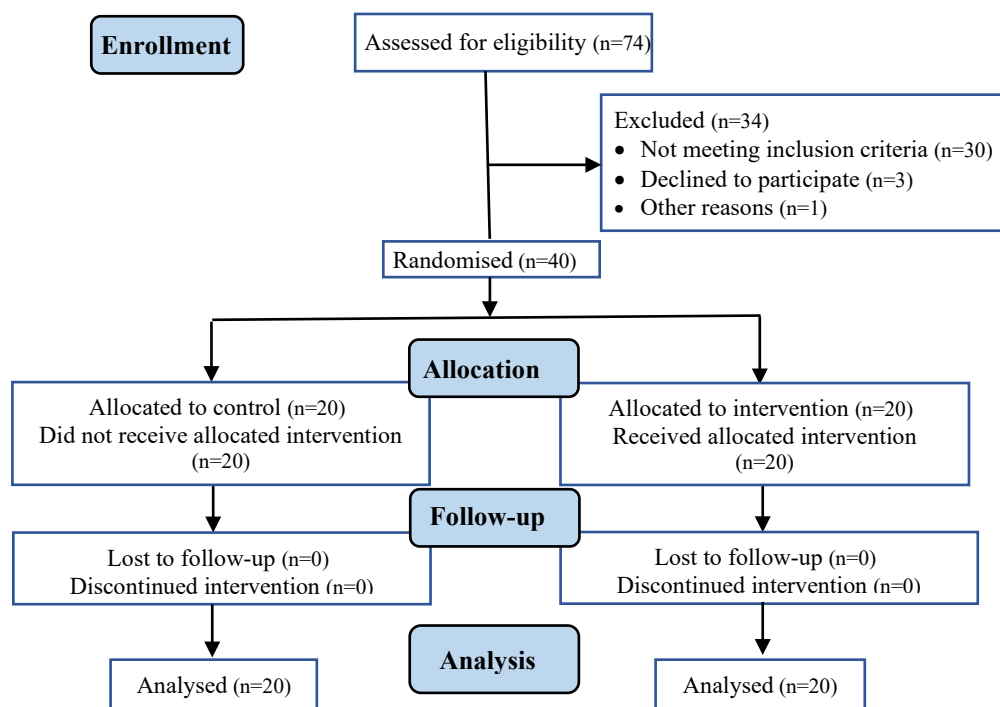 Enrollment
Assessed for eligibility (n=74)
Excluded (n=34)
• Not meeting inclusion criteria (n=30)
• Declined to participate (n=3)
• Other reasons (n=1)
Randomised (n=40)
Allocation
Allocated to control (n=20)
Did not receive allocated intervention
(n=20)
Allocated to intervention (n=20)
Received allocated intervention
(n=20)
Follow-up
Lost to follow-up (n=0)
Discontinued intervention (n=0)
Lost to follow-up (n=0)
Discontinued intervention (n=0)
Analysis
Analysed (n=20)
Analysed (n=20)